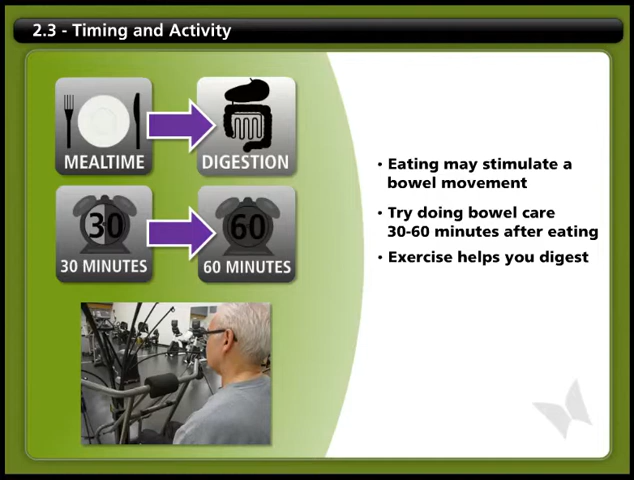 2.3 - Timing and Activity
MEALTIME
DIGESTION
30
60
30 MINUTES
60 MINUTES
• Eating may stimulate a
bowel movement
• Try doing bowel care
30-60 minutes after eating
• Exercise helps you digest